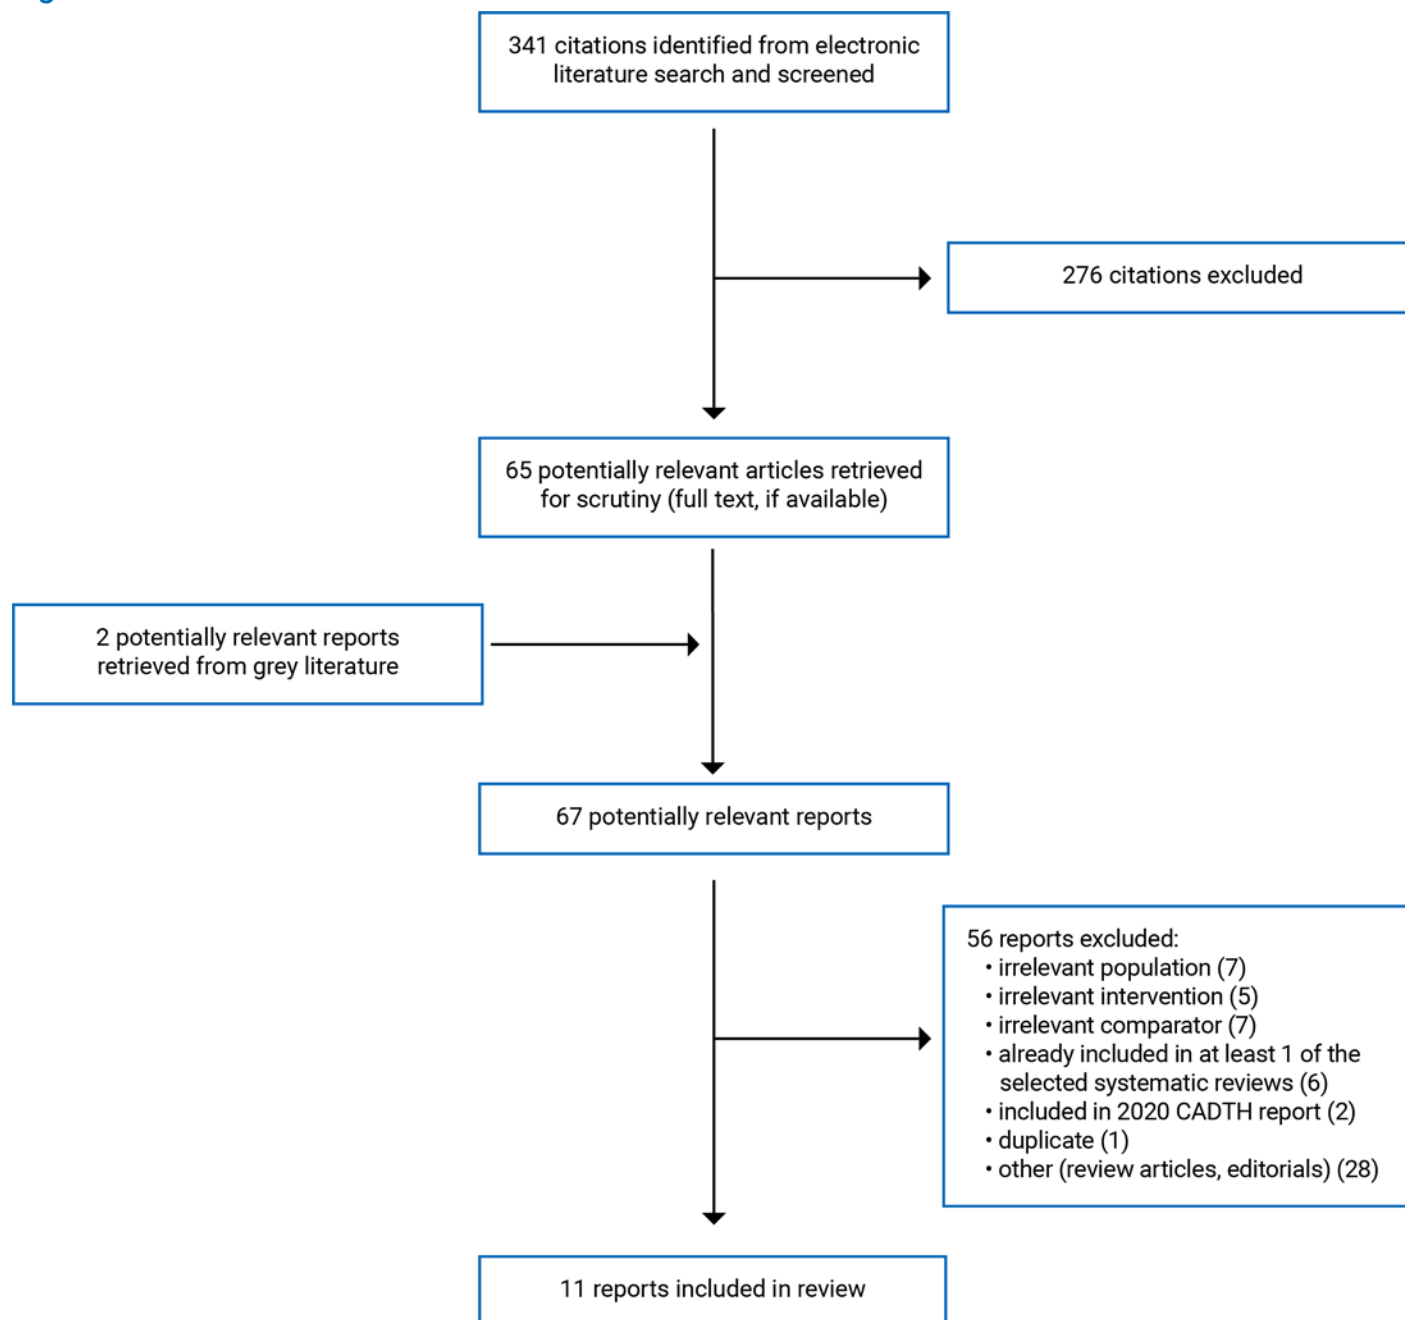 341 citations identified from electronic
literature search and screened
276 citations excluded
65 potentially relevant articles retrieved
for scrutiny (full text, if available)
2 potentially relevant reports
retrieved from grey literature
67 potentially relevant reports
56 reports excluded:
• irrelevant population (7)
• irrelevant intervention (5)
• irrelevant comparator (7)
• already included in at least 1 of the
selected systematic reviews (6)
• included in 2020 CADTH report (2)
• duplicate (1)
• other (review articles, editorials) (28)
11 reports included in review